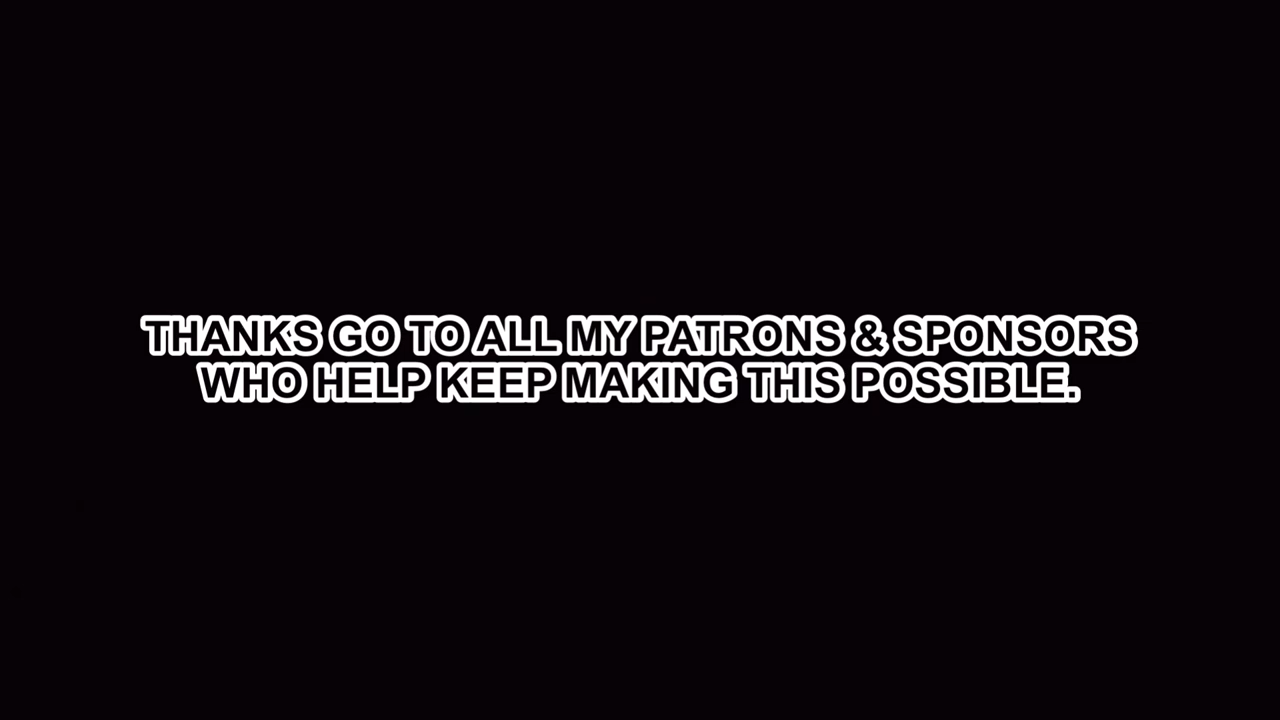 THANKS GO TO ALL MY PATRONS & SPONSORS
WHO HELP KEEP MAKING THIS POSSIBLE.